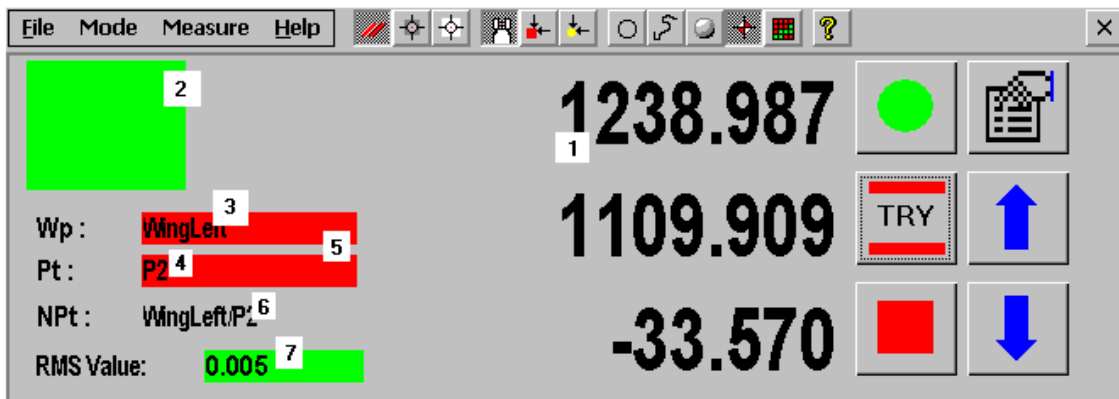 File Mode Measure Help
2
1238.987
1
3
Wp : WingLeft
5
1109.909
TRY
Pt : P2
4
NPt : WingLeft/P2
6
-33.570
RMS Value: 0.005
7